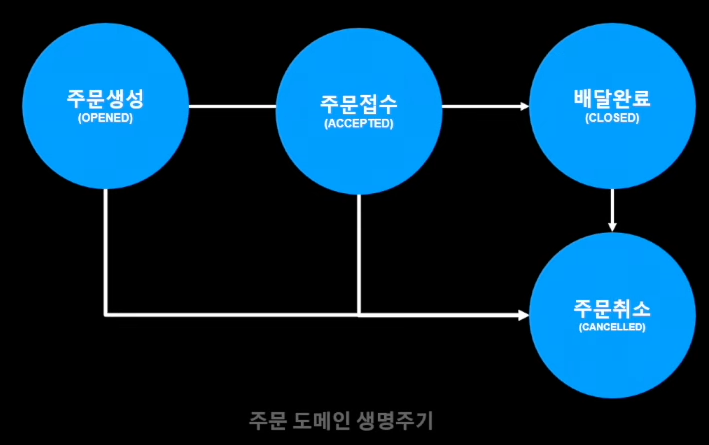 주문생성
(OPENED)
주문접수
(ACCEPTED)
배달완료
(CLOSED)
주문취소
(CANCELLED)
주문 도메인 생명주기